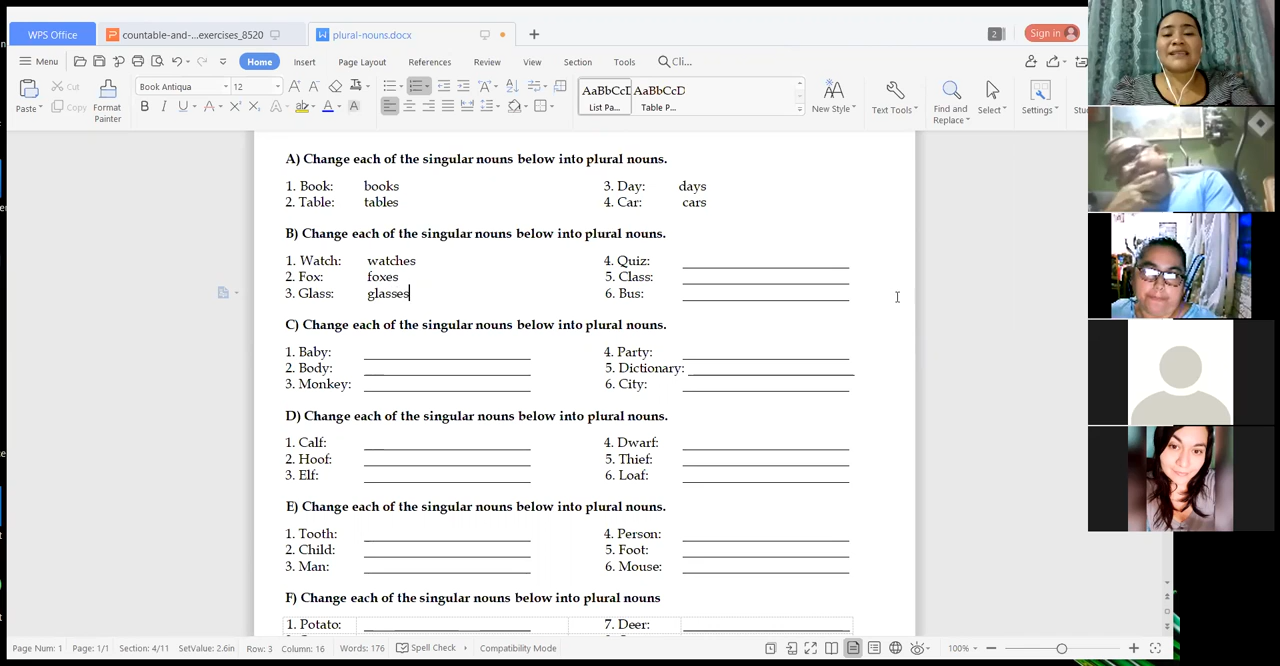 WPS Office
countable-and-...exercises_8520
plural-nouns.docx
2
Sign in
Menu
Home
Insert
Page Layout
References
Review
View
Section
Tools
Cli...
Paste
Cut
Copy
Format Painter
Book Antiqua
12
AaBbCcD
List Pa...
AaBbCcD
Table P...
New Style
Text Tools
Find and Replace
Select
Settings
A) Change each of the singular nouns below into plural nouns.
1. Book: books 3. Day: days
2. Table: tables 4. Car: cars
B) Change each of the singular nouns below into plural nouns.
1. Watch: watches 4. Quiz:
2. Fox: foxes 5. Class:
3. Glass: glasses 6. Bus:
C) Change each of the singular nouns below into plural nouns.
1. Baby: 4. Party:
2. Body: 5. Dictionary:
3. Monkey: 6. City:
D) Change each of the singular nouns below into plural nouns.
1. Calf: 4. Dwarf:
2. Hoof: 5. Thief:
3. Elf: 6. Loaf:
E) Change each of the singular nouns below into plural nouns.
1. Tooth: 4. Person:
2. Child: 5. Foot:
3. Man: 6. Mouse:
F) Change each of the singular nouns below into plural nouns
1. Potato: 7. Deer:
Page Num: 1 Page: 1/1 Section: 4/11 SetValue: 2.6in Row: 3 Column: 16 Words: 176 Spell Check Compatibility Mode 100%